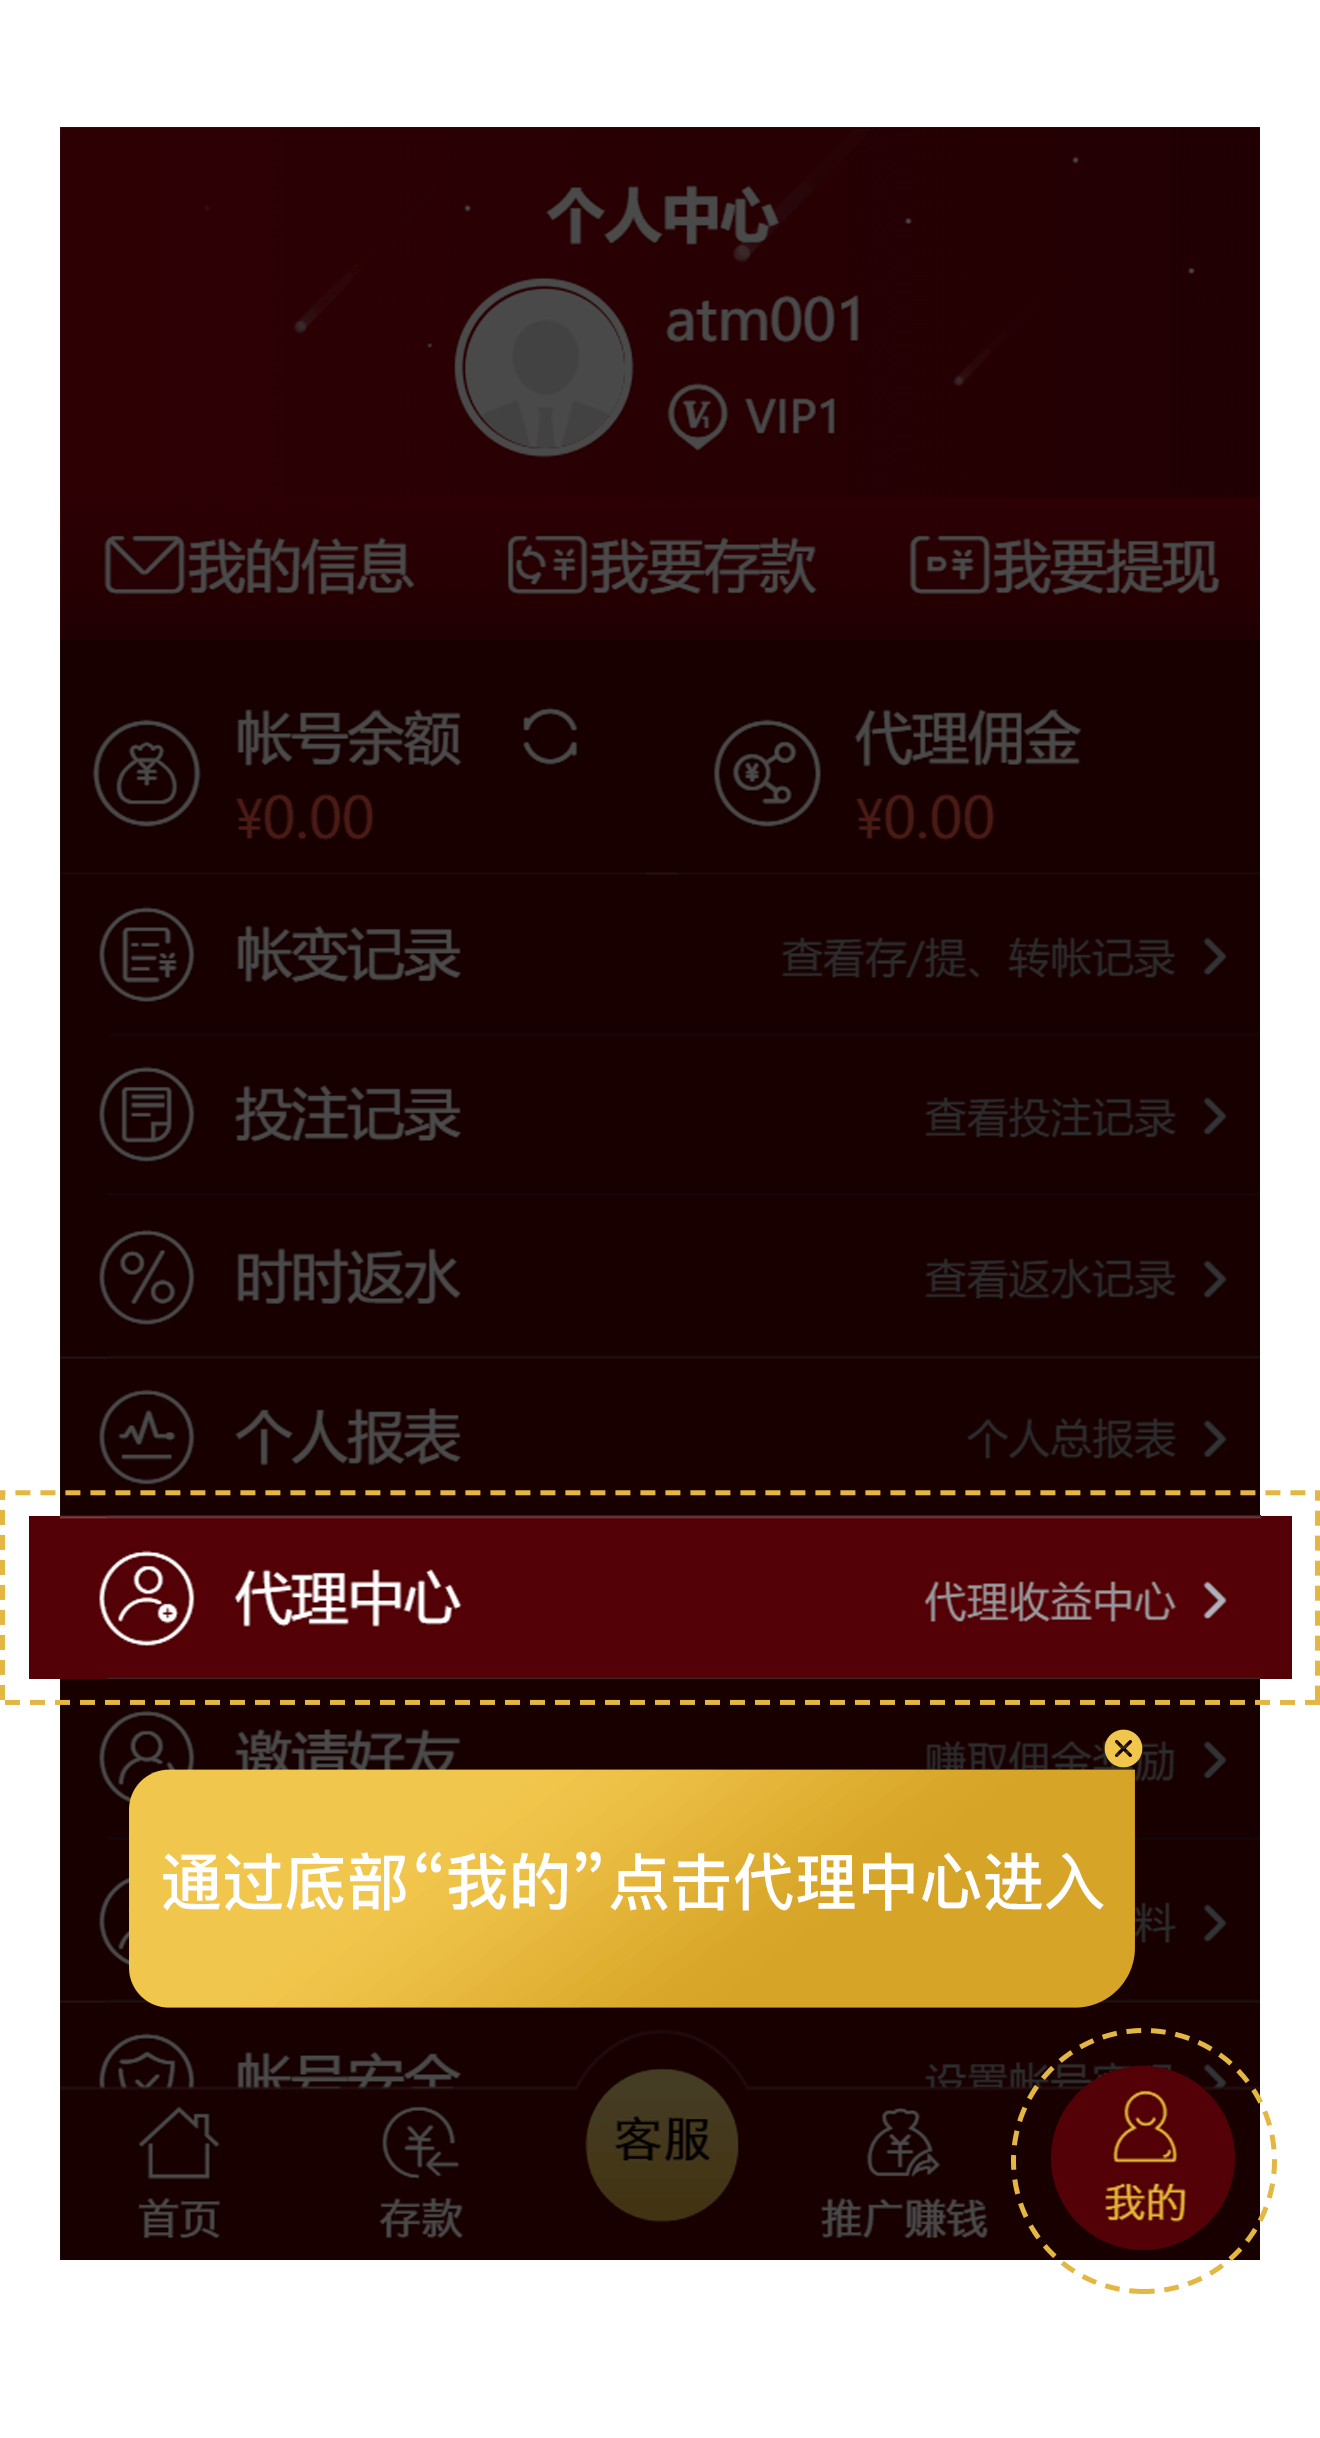 个人中心
atm001
V1 VIP1
我的信息 我要存款 我要提现
帐号余额 代理佣金
¥0.00 ¥0.00
帐变记录 查看存/提、转帐记录
投注记录 查看投注记录
时时返水 查看返水记录
个人报表 个人总报表
代理中心 代理收益中心
邀请好友 赚取佣金奖励
通过底部“我的”点击代理中心进入
料
帐号安全 设置帐号密码
客服
我的
首页 存款 推广赚钱